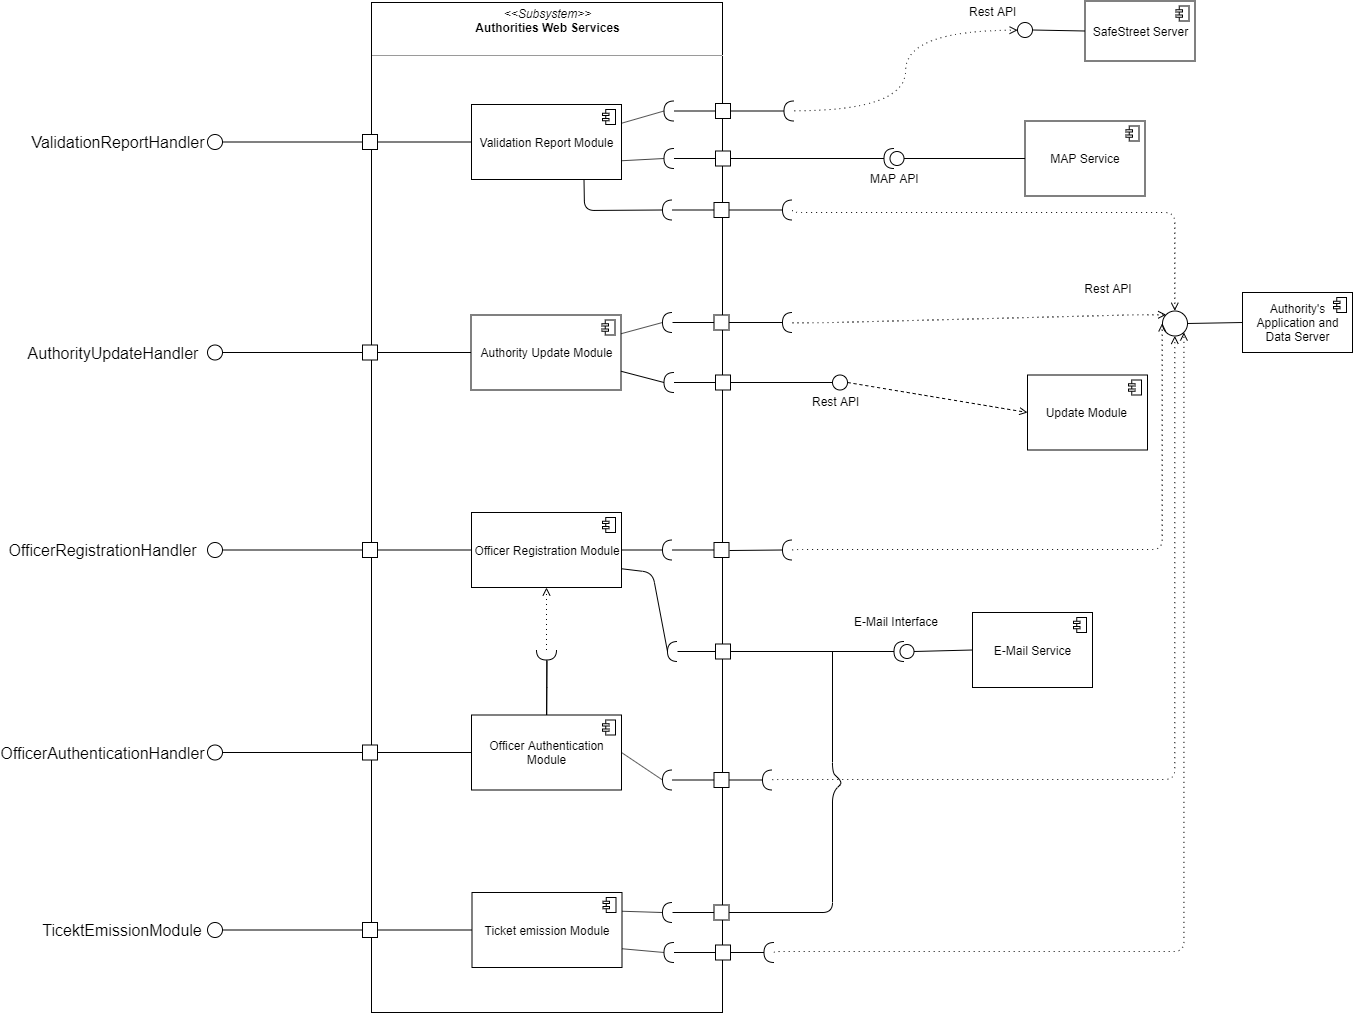 <<Subsystem>>
Authorities Web Services
Rest API
SafeStreet Server
ValidationReportHandler
Validation Report Module
MAP API
MAP Service
AuthorityUpdateHandler
Authority Update Module
Rest API
Authority's
Application and
Data Server
Rest API
Update Module
OfficerRegistrationHandler
Officer Registration Module
E-Mail Interface
E-Mail Service
OfficerAuthenticationHandler
Officer Authentication
Module
TicektEmissionModule
Ticket emission Module